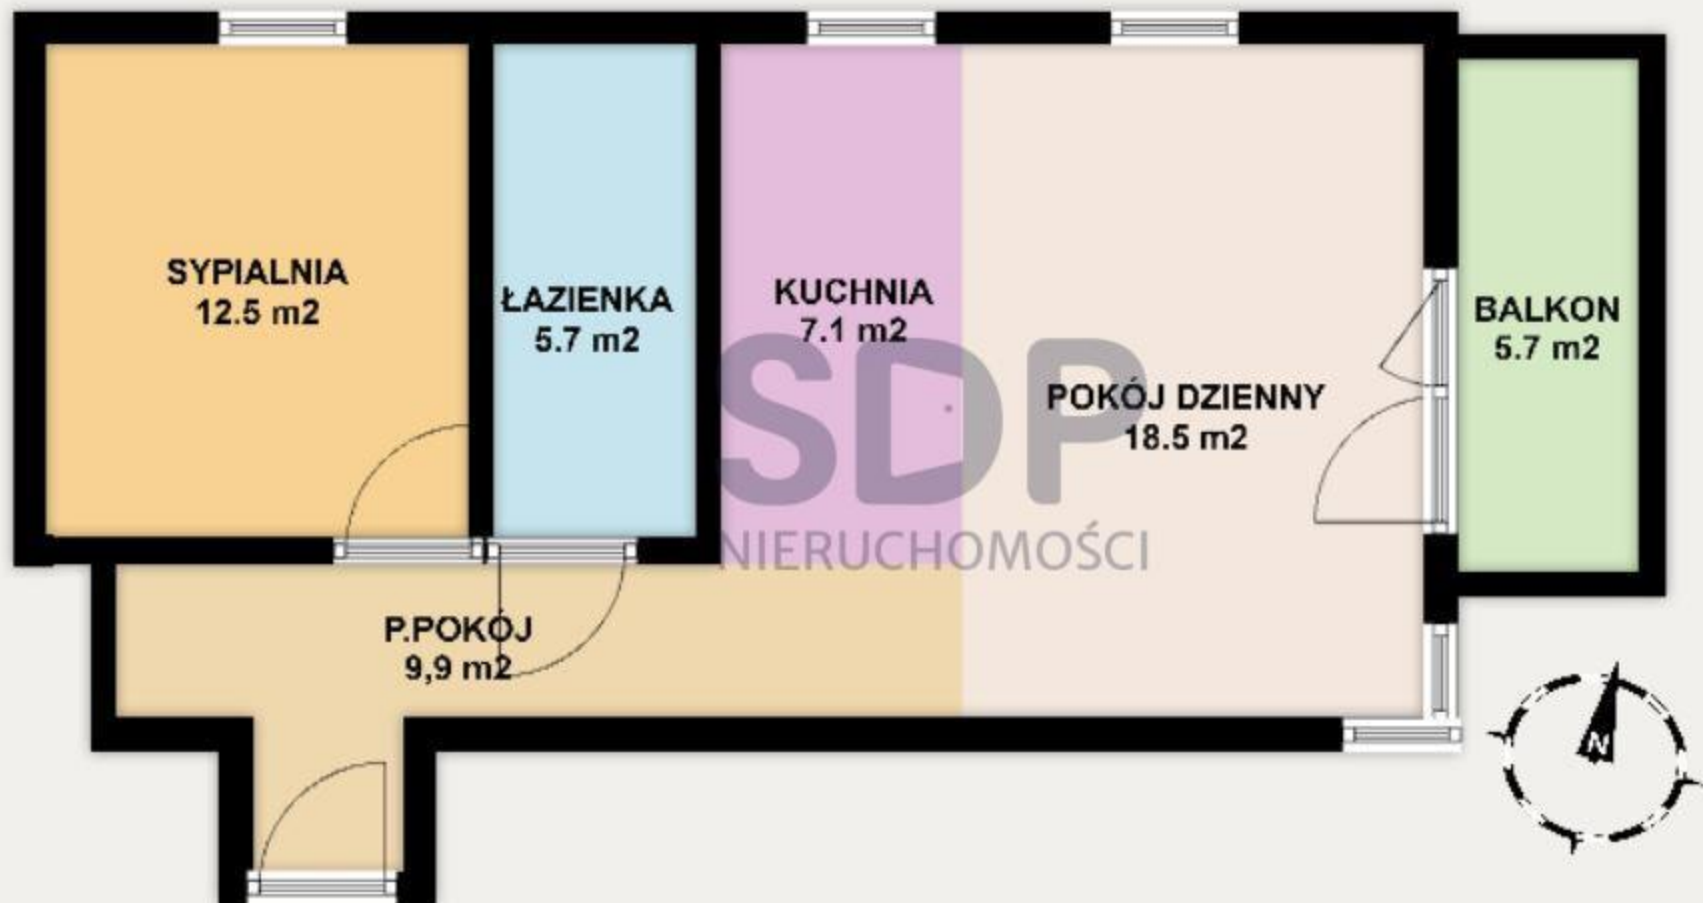 SYPIALNIA
12.5 m2
ŁAZIENKA
5.7 m2
KUCHNIA
7.1 m2
BALKON
5.7 m2
POKÓJ DZIENNY
18.5 m2
SDP
NIERUCHOMOŚCI
P.POKÓJ
9,9 m2
N